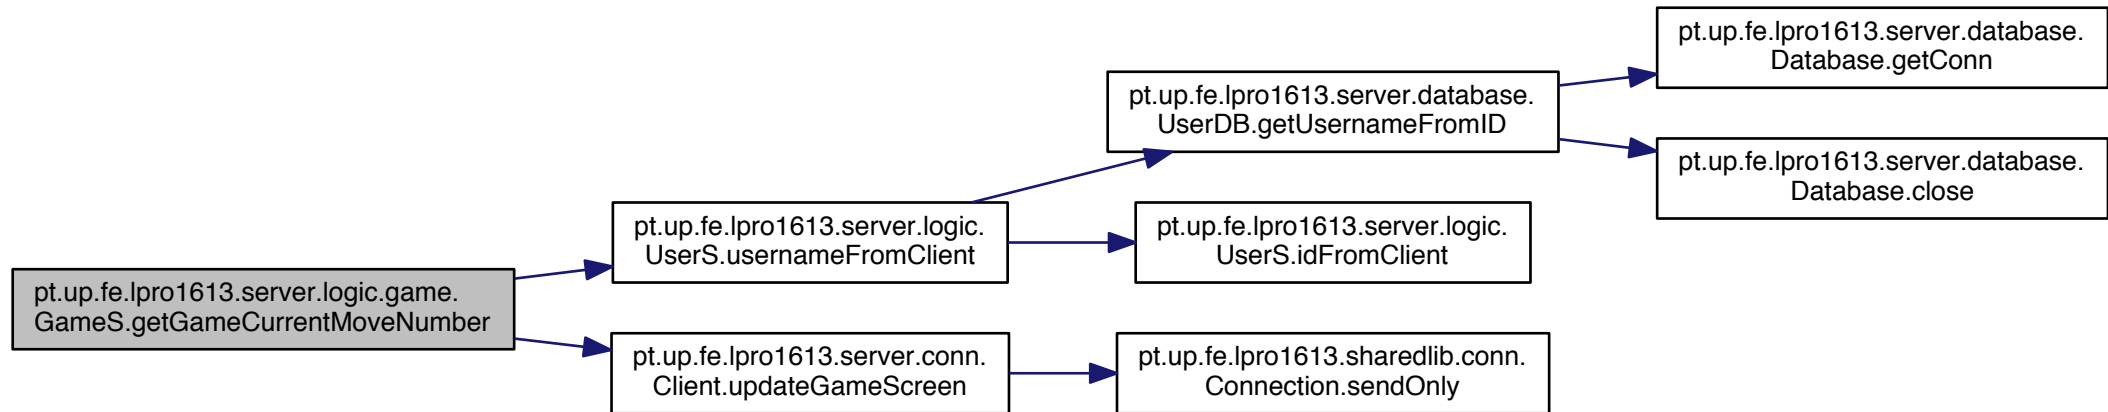 pt.up.fe.lpro1613.server.logic.game.
GameS.getGameCurrentMoveNumber
pt.up.fe.lpro1613.server.logic.
UserS.usernameFromClient
pt.up.fe.lpro1613.server.conn.
Client.updateGameScreen
pt.up.fe.lpro1613.server.database.
UserDB.getUsernameFromID
pt.up.fe.lpro1613.server.logic.
UserS.idFromClient
pt.up.fe.lpro1613.sharedlib.conn.
Connection.sendOnly
pt.up.fe.lpro1613.server.database.
Database.getConn
pt.up.fe.lpro1613.server.database.
Database.close